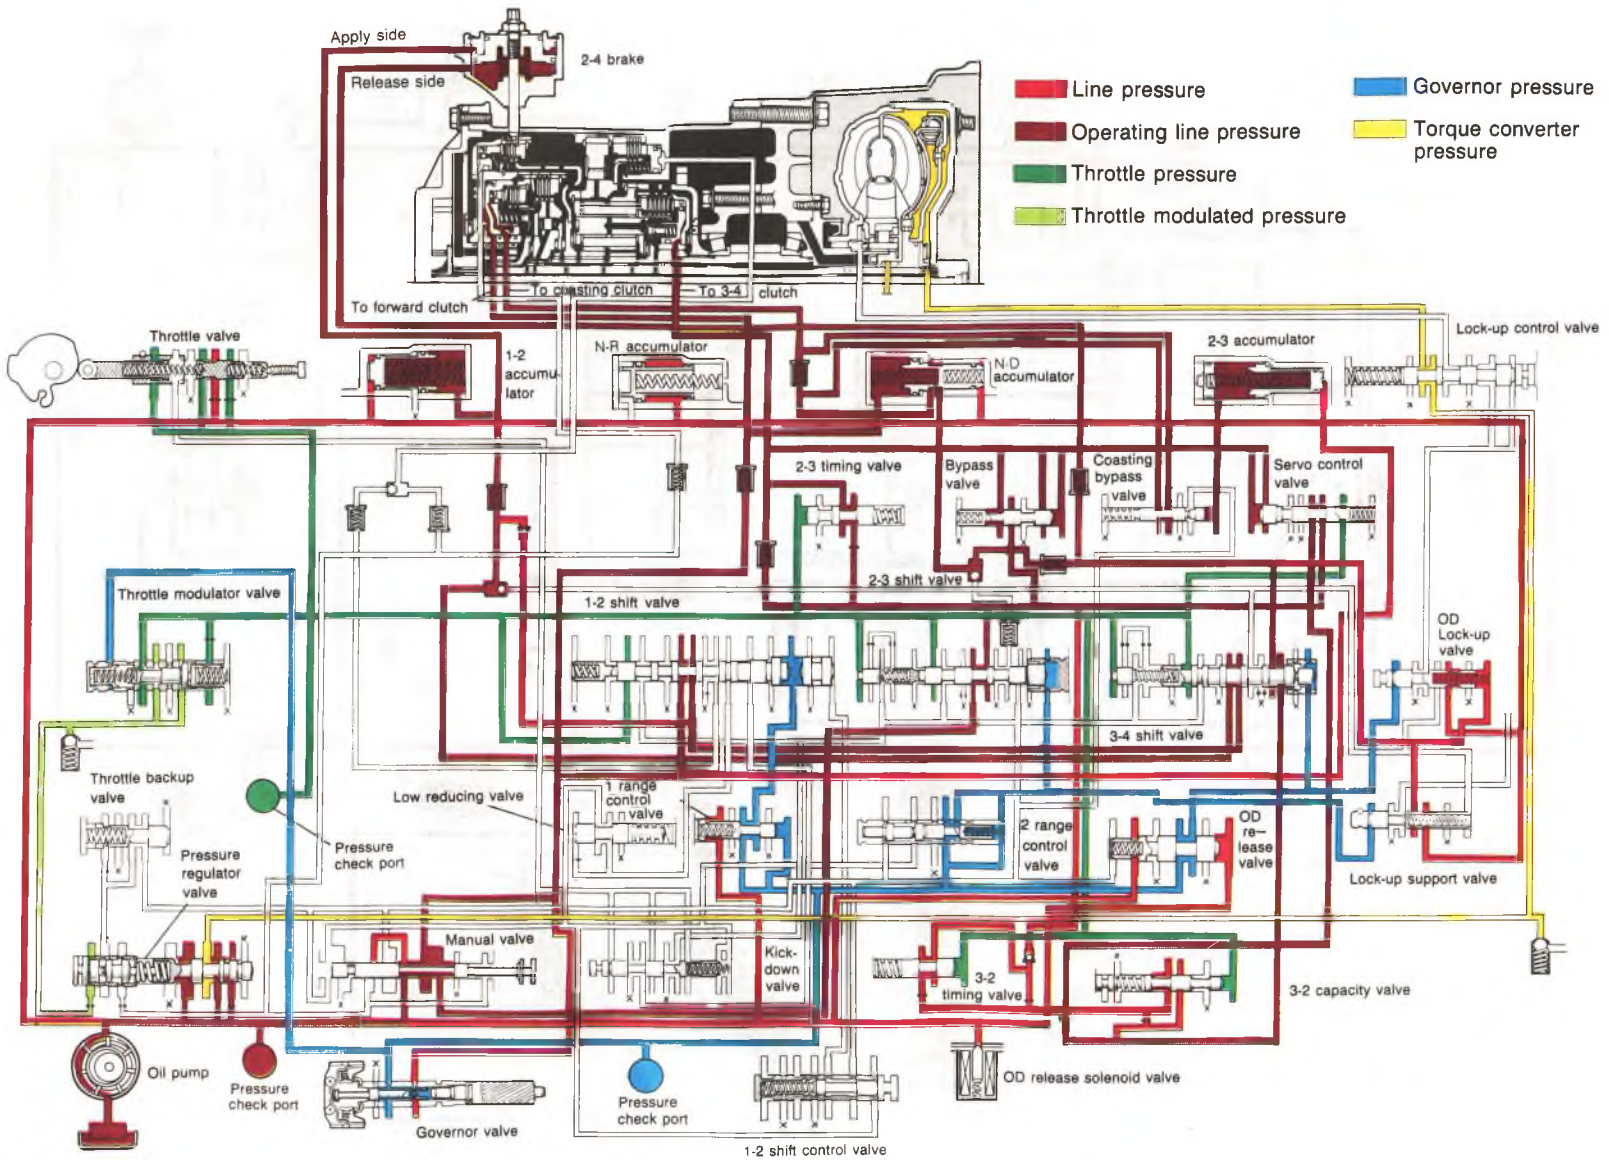 Apply side
2-4 brake
Release side
Line pressure
Operating line pressure
Throttle pressure
Throttle modulated pressure
Governor pressure
Torque converter
pressure
To forward clutch
To coasting clutch
To 3-4 clutch
Throttle valve
1-2
accumu-
lator
N-R accumulator
N-D
accumulator
2-3 accumulator
Lock-up control valve
2-3 timing valve
Bypass
valve
Coasting
bypass
valve
Servo control
valve
Throttle modulator valve
1-2 shift valve
2-3 shift valve
OD
Lock-up
valve
3-4 shift valve
Throttle backup
valve
Low reducing valve
1 range
control
valve
2 range
control
valve
OD
re-
lease
valve
Lock-up support valve
Pressure
check port
Pressure
regulator
valve
Manual valve
Kick-
down
valve
3-2
timing valve
3-2 capacity valve
Oil pump
Pressure
check port
Governor valve
Pressure
check port
OD release solenoid valve
1-2 shift control valve